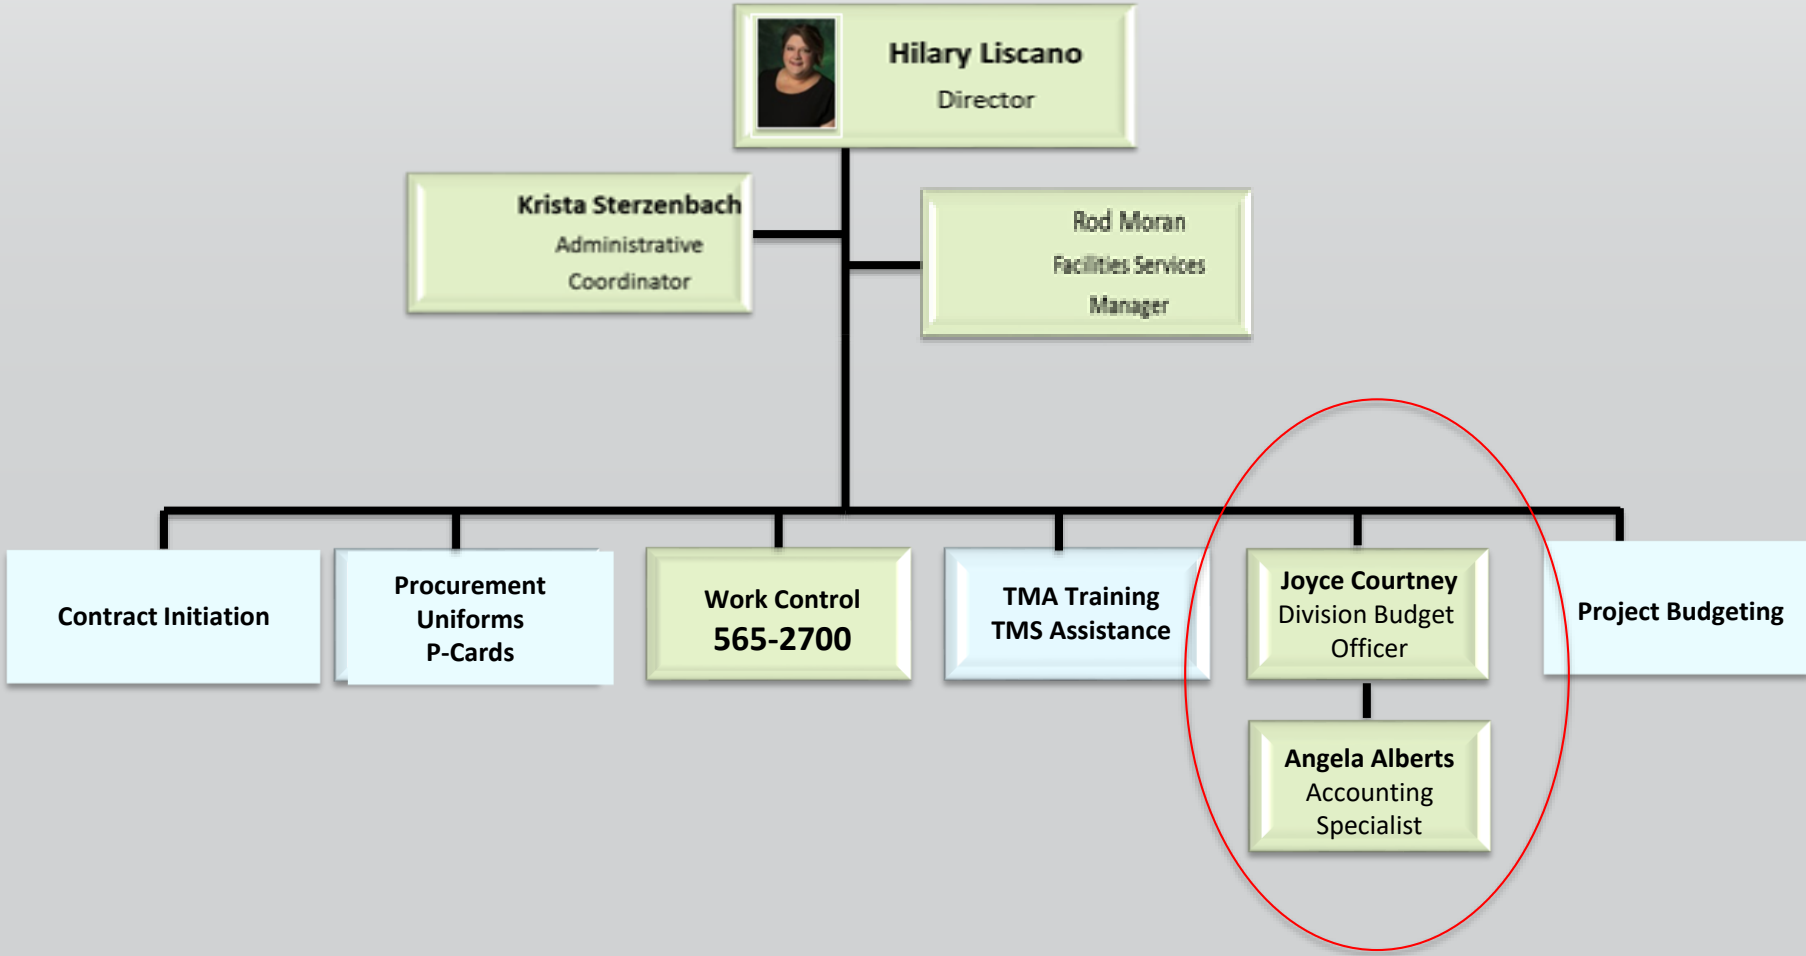 Hilary Liscano
Director
Krista Sterzenbach
Administrative
Coordinator
Rod Moran
Facilities Services
Manager
Contract Initiation
Procurement
Uniforms
P-Cards
Work Control
565-2700
TMA Training
TMS Assistance
Joyce Courtney
Division Budget
Officer
Project Budgeting
Angela Alberts
Accounting
Specialist